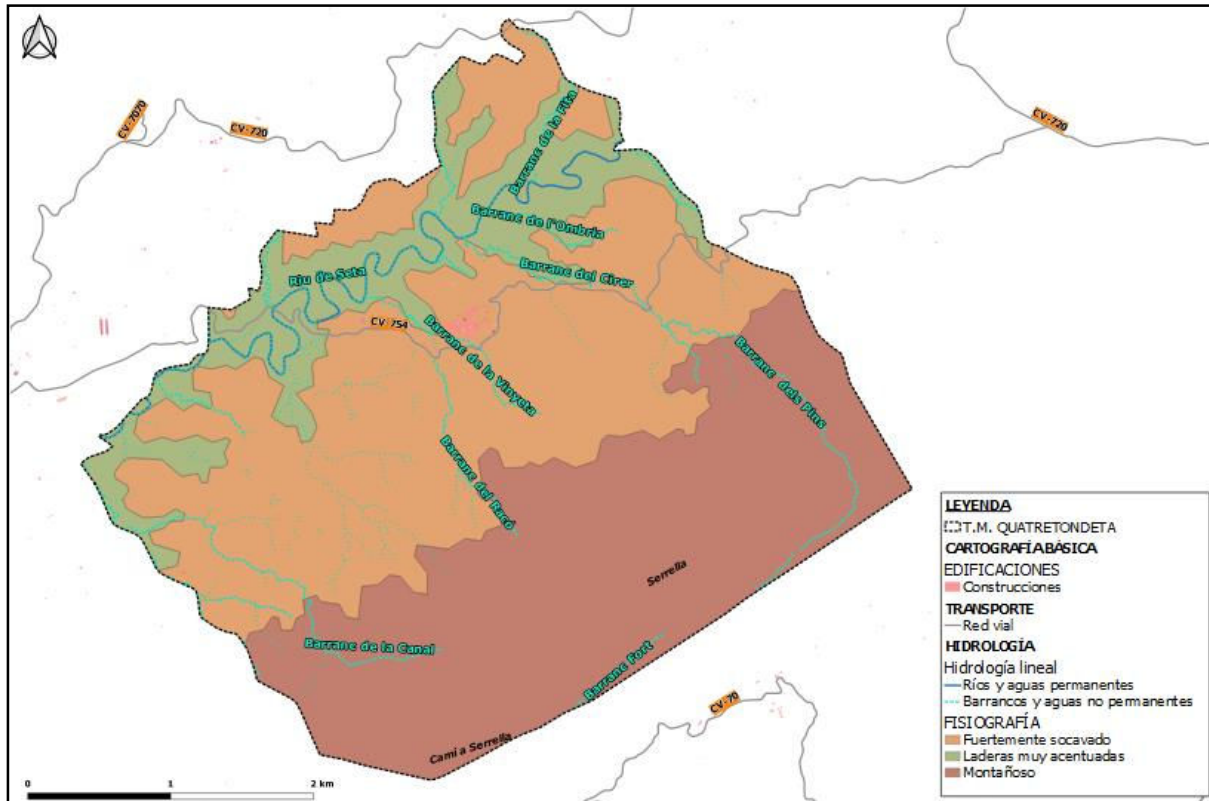 CV-7070
CV-720
CV-720
Barranc de la Fita
Barranc de l'Ombria
Barranc del Cirer
Riu de Seta
CV-754
Barranc de la Vinyeta
Barranc dels Pins
Barranc del Racó
Serrella
Barranc de la Canal
Barranc Fort
Camí a Serrella
CV-70
0 1 2 km
LEYENDA
T.M. QUATRETONDETA
CARTOGRAFÍA BÁSICA
EDIFICACIONES
Construcciones
TRANSPORTE
Red vial
HIDROLOGÍA
Hidrología lineal
Ríos y aguas permanentes
Barrancos y aguas no permanentes
FISIOGRAFÍA
Fuertemente socavado
Laderas muy acentuadas
Montañoso